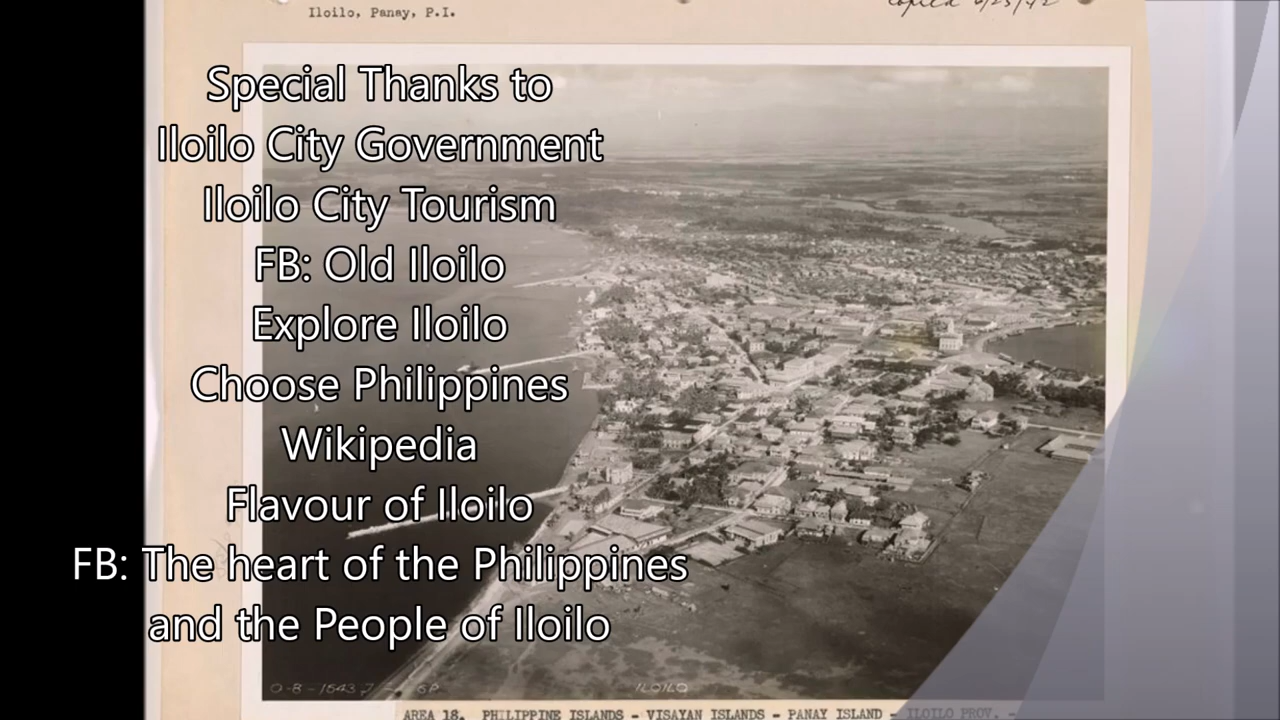 Iloilo, Panay, P.I.
Special Thanks to
Iloilo City Government
Iloilo City Tourism
FB: Old Iloilo
Explore Iloilo
Choose Philippines
Wikipedia
Flavour of Iloilo
FB: The heart of the Philippines
and the People of Iloilo
ILOILO
AREA 18. PHILIPPINE ISLANDS - VISAYAN ISLANDS - PANAY ISLAND - ILOILO PROV. -